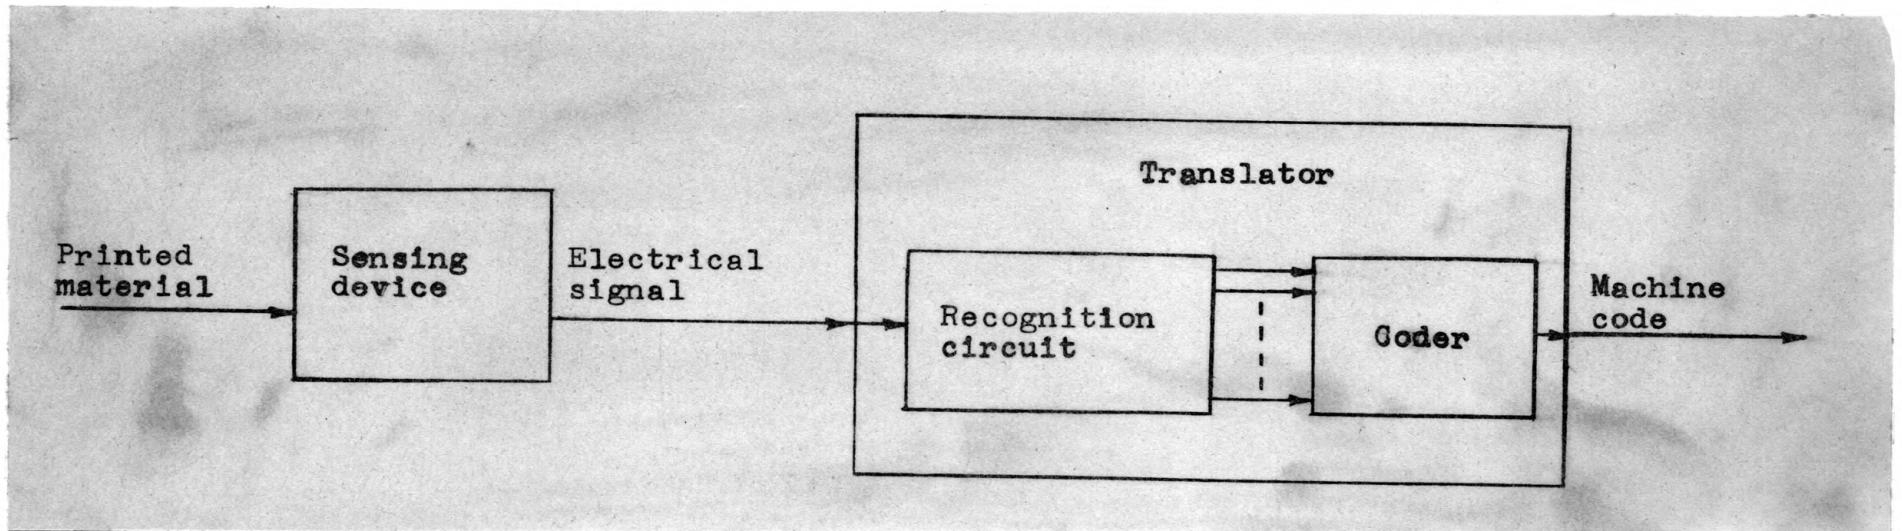 Translator
Printed
material
Sensing
device
Electrical
signal
Recognition
circuit
Coder
Machine
code